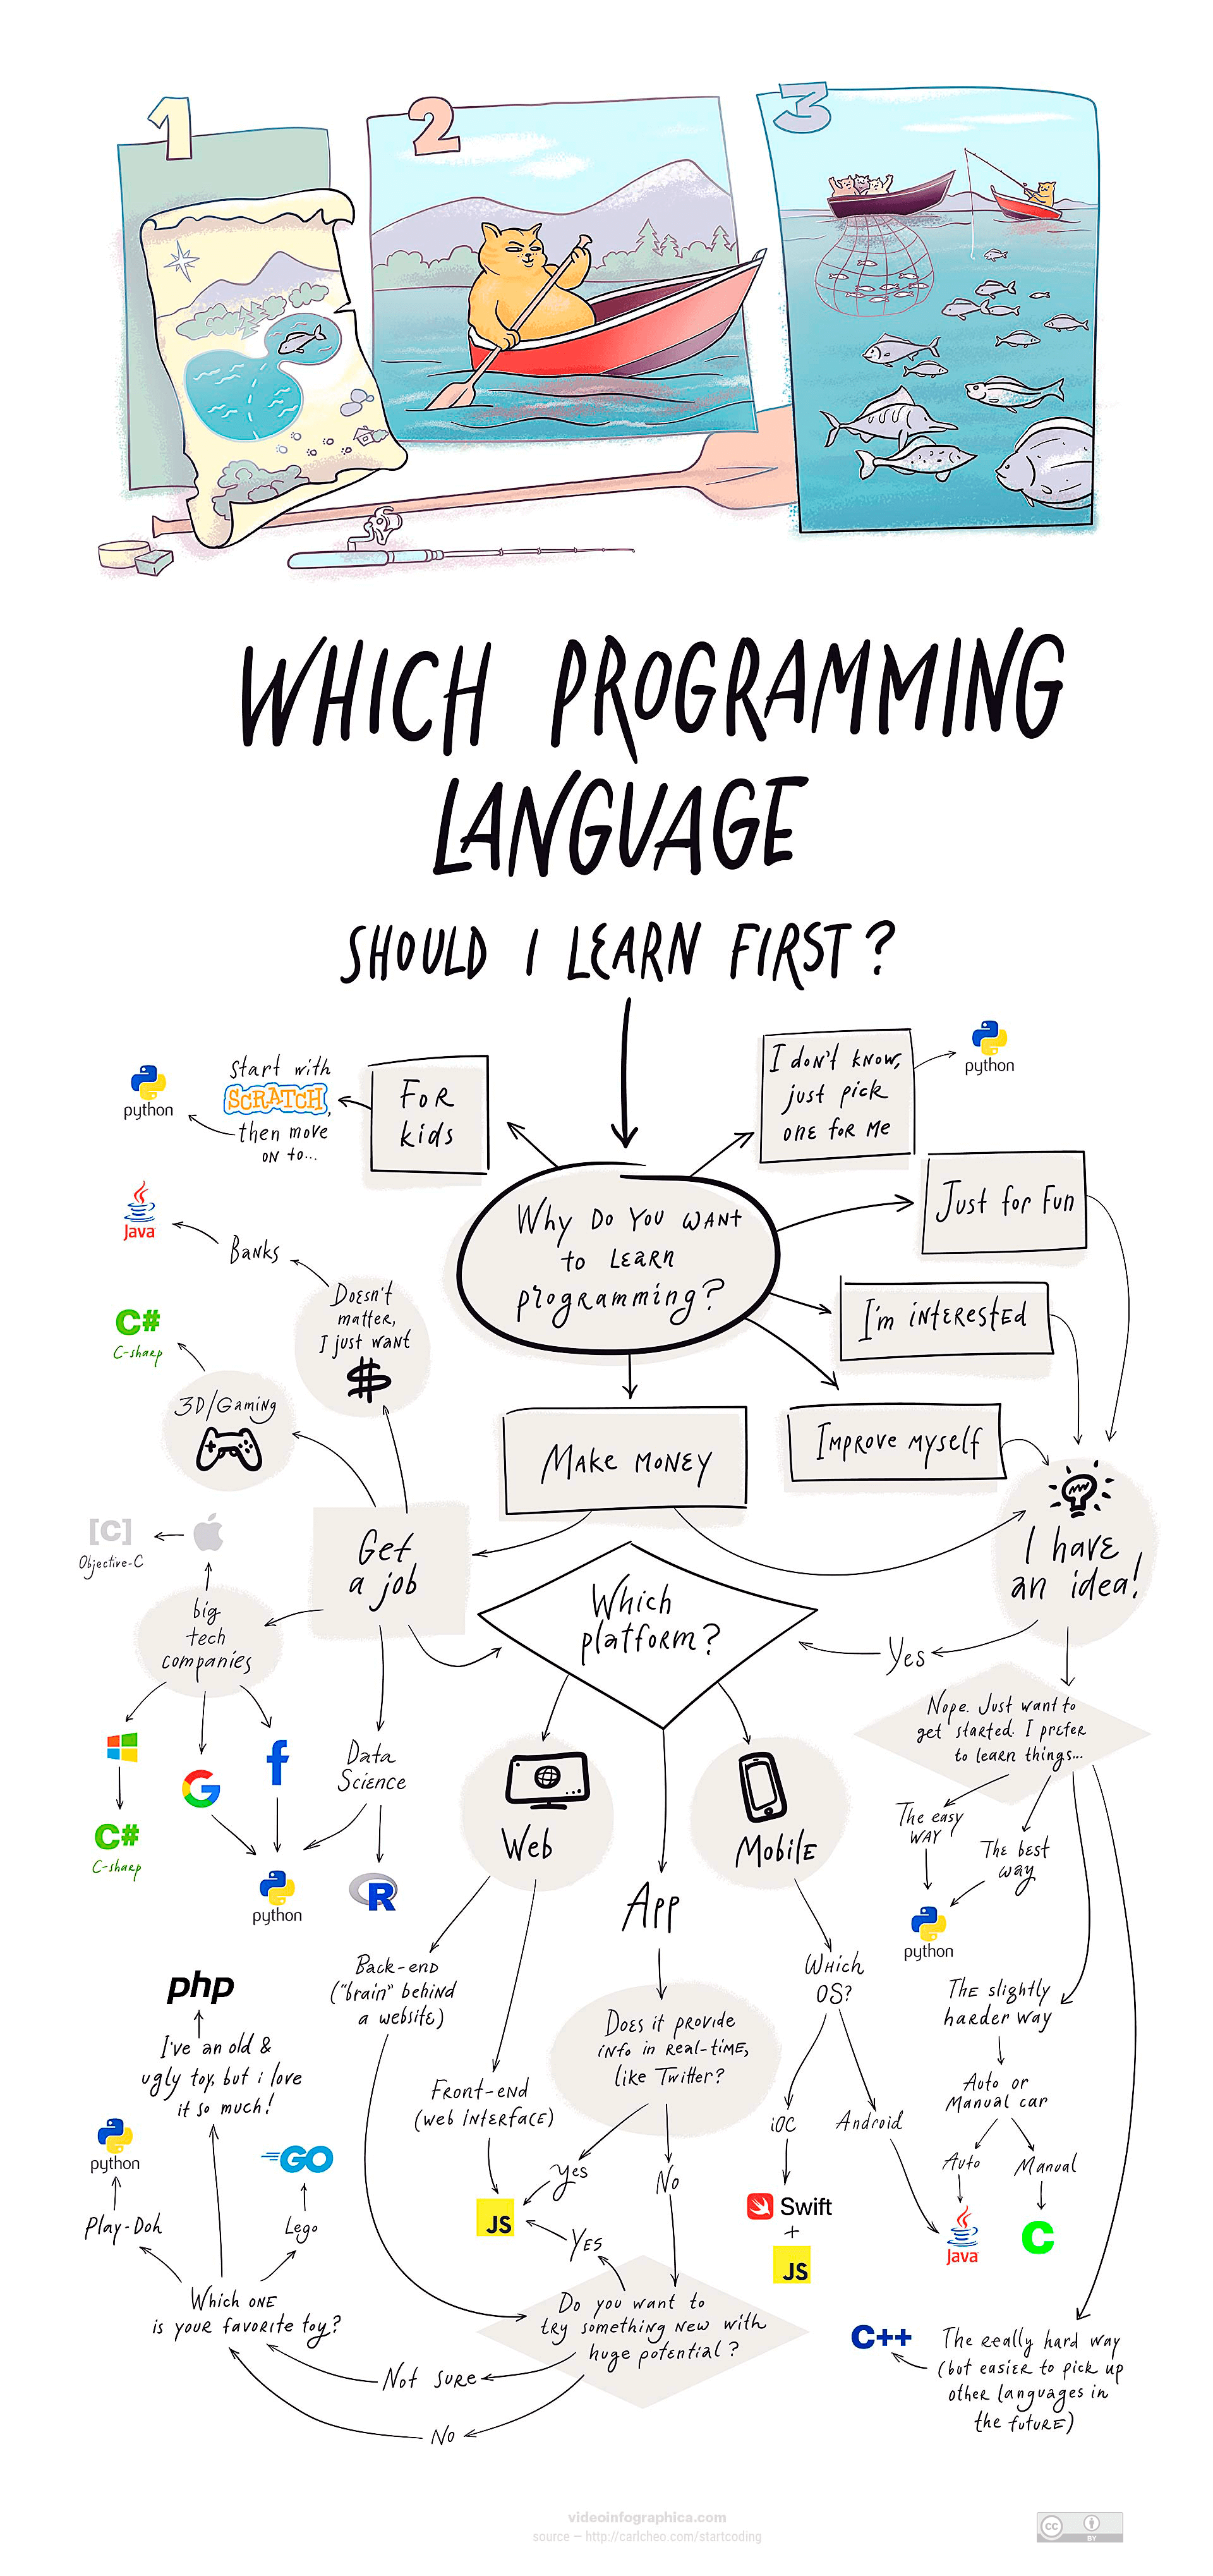 1
2
3
WHICH PROGRAMMING
LANGUAGE
SHOULD I LEARN FIRST?
Why Do You want
to learn
programming?
For
kids
Start with
SCRATCH,
then move
on to...
python
I don't know,
just pick
one for me
python
Just for fun
I'm interested
Improve myself
Make money
Get
a job
Doesn't
matter,
I just want
$
Banks
Java
3D/Gaming
C#
C-sharp
big
tech
companies
[C]
Objective-C
C#
C-sharp
G
f
python
Data
Science
R
I have
an idea!
Yes
Which
platform?
Nope. Just want to
get started. I prefer
to learn things...
The easy
way
The best
way
python
The slightly
harder way
Auto or
Manual car
Auto
Manual
Java
C
The really hard way
(but easier to pick up
other languages in
the future)
C++
Web
App
Mobile
Back-end
("brain" behind
a website)
Front-end
(web interface)
JS
Does it provide
info in real-time,
like Twitter?
Yes
No
Which
OS?
iOC
Android
Swift
+
JS
Do you want to
try something new with
huge potential?
Yes
Not sure
No
Which one
is your favorite toy?
Play-Doh
python
I've an old &
ugly toy, but i love
it so much!
php
Lego
GO
videoinfographica.com
source – http://carlcheo.com/startcoding
cc
BY